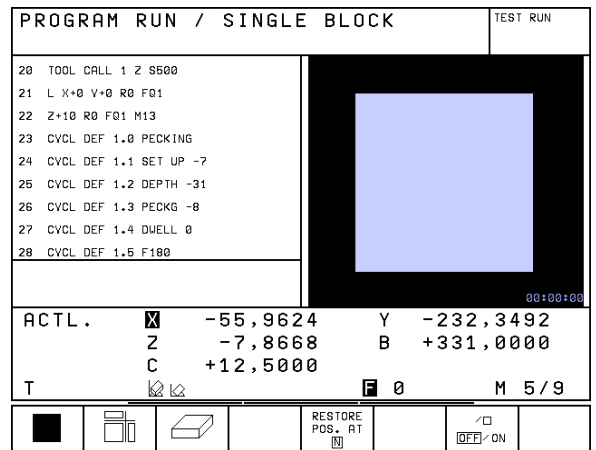 PROGRAM RUN / SINGLE BLOCK
TEST RUN
20 TOOL CALL 1 Z S500
21 L X+0 Y+0 R0 FQ1
22 Z+10 R0 FQ1 M13
23 CYCL DEF 1.0 PECKING
24 CYCL DEF 1.1 SET UP -7
25 CYCL DEF 1.2 DEPTH -31
26 CYCL DEF 1.3 PECKG -8
27 CYCL DEF 1.4 DWELL 0
28 CYCL DEF 1.5 F180
00:00:00
ACTL. X -55,9624 Y -232,3492
Z -7,8668 B +331,0000
C +12,5000
T F 0 M 5/9
RESTORE
POS. AT
N
OFF / ON